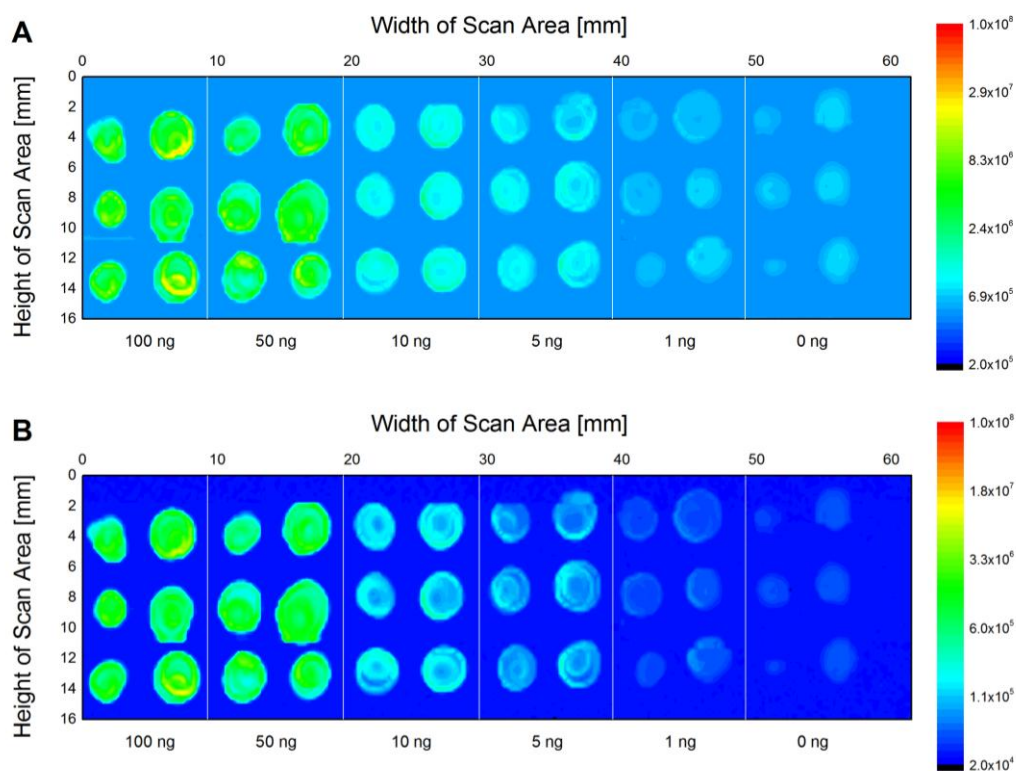 A
Width of Scan Area [mm]
0 10 20 30 40 50 60
Height of Scan Area [mm]
0
2
4
6
8
10
12
14
16
100 ng 50 ng 10 ng 5 ng 1 ng 0 ng
1.0x10⁸
2.9x10⁷
8.3x10⁶
2.4x10⁶
6.9x10⁵
2.0x10⁵
B
Width of Scan Area [mm]
0 10 20 30 40 50 60
Height of Scan Area [mm]
0
2
4
6
8
10
12
14
16
100 ng 50 ng 10 ng 5 ng 1 ng 0 ng
1.0x10⁸
1.8x10⁷
3.3x10⁶
6.0x10⁵
1.1x10⁵
2.0x10⁴